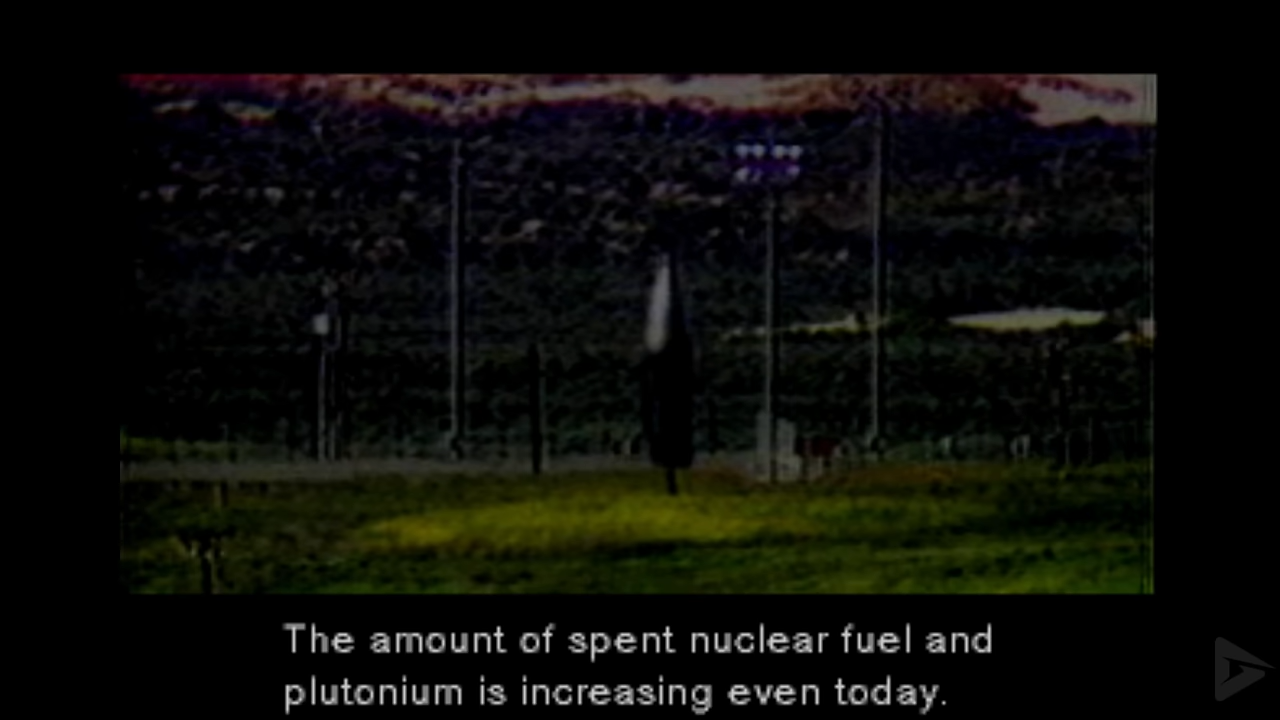 The amount of spent nuclear fuel and
plutonium is increasing even today.